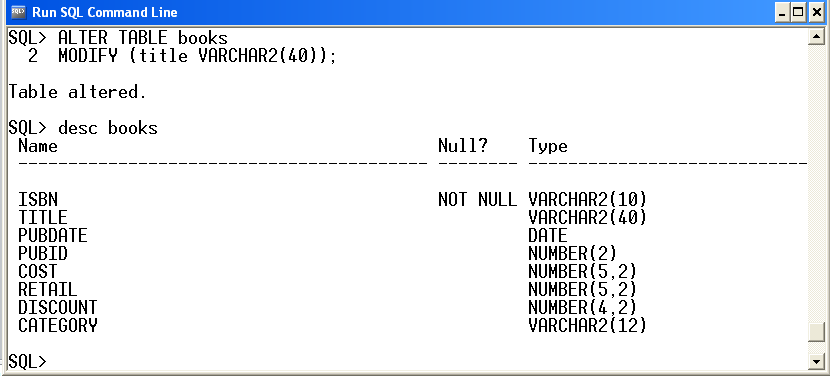 Run SQL Command Line
SQL> ALTER TABLE books
  2  MODIFY (title VARCHAR2(40));
Table altered.
SQL> desc books
 Name                                      Null?    Type
 ----------------------------------------- -------- ----------------------------
 ISBN                                      NOT NULL VARCHAR2(10)
 TITLE                                              VARCHAR2(40)
 PUBDATE                                            DATE
 PUBID                                              NUMBER(2)
 COST                                               NUMBER(5,2)
 RETAIL                                             NUMBER(5,2)
 DISCOUNT                                           NUMBER(4,2)
 CATEGORY                                           VARCHAR2(12)
SQL>